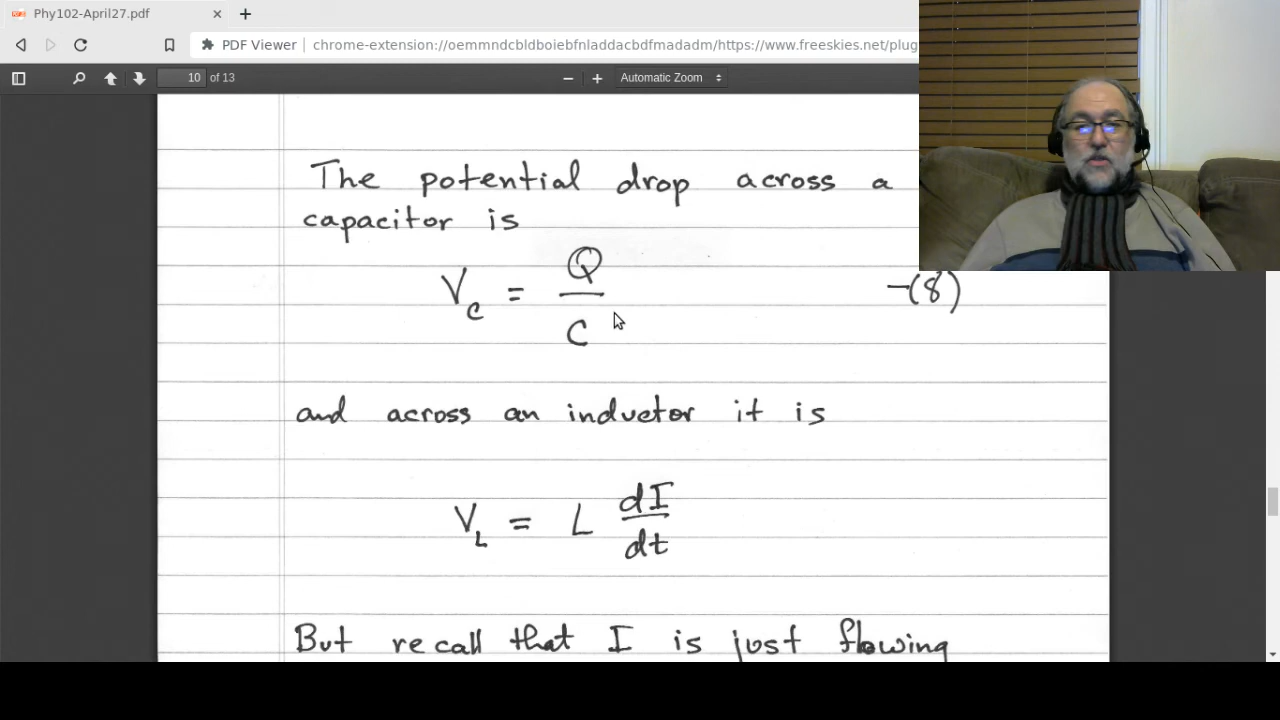 Phy102-April27.pdf
PDF Viewer chrome-extension://oemmndcbldboiebfnladdacbdfmadadm/https://www.freeskies.net/plug
10 of 13
Automatic Zoom
The potential drop across a
capacitor is
V_C = Q/C -(8)
and across an inductor it is
V_L = L dI/dt
But recall that I is just flowing